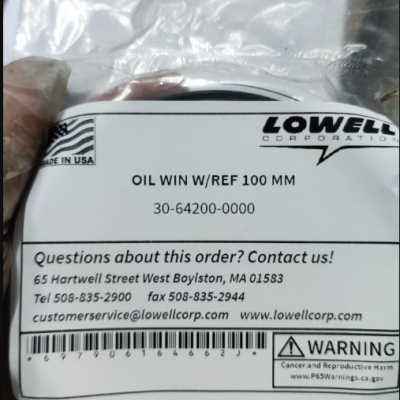 MADE IN USA
LOWELL
CORPORATION
OIL WIN W/REF 100 MM
30-64200-0000
Questions about this order? Contact us!
65 Hartwell Street West Boylston, MA 01583
Tel 508-835-2900 fax 508-835-2944
customerservice@lowellcorp.com www.lowellcorp.com
*697906164662J*
WARNING
Cancer and Reproductive Harm
www.P65Warnings.ca.gov